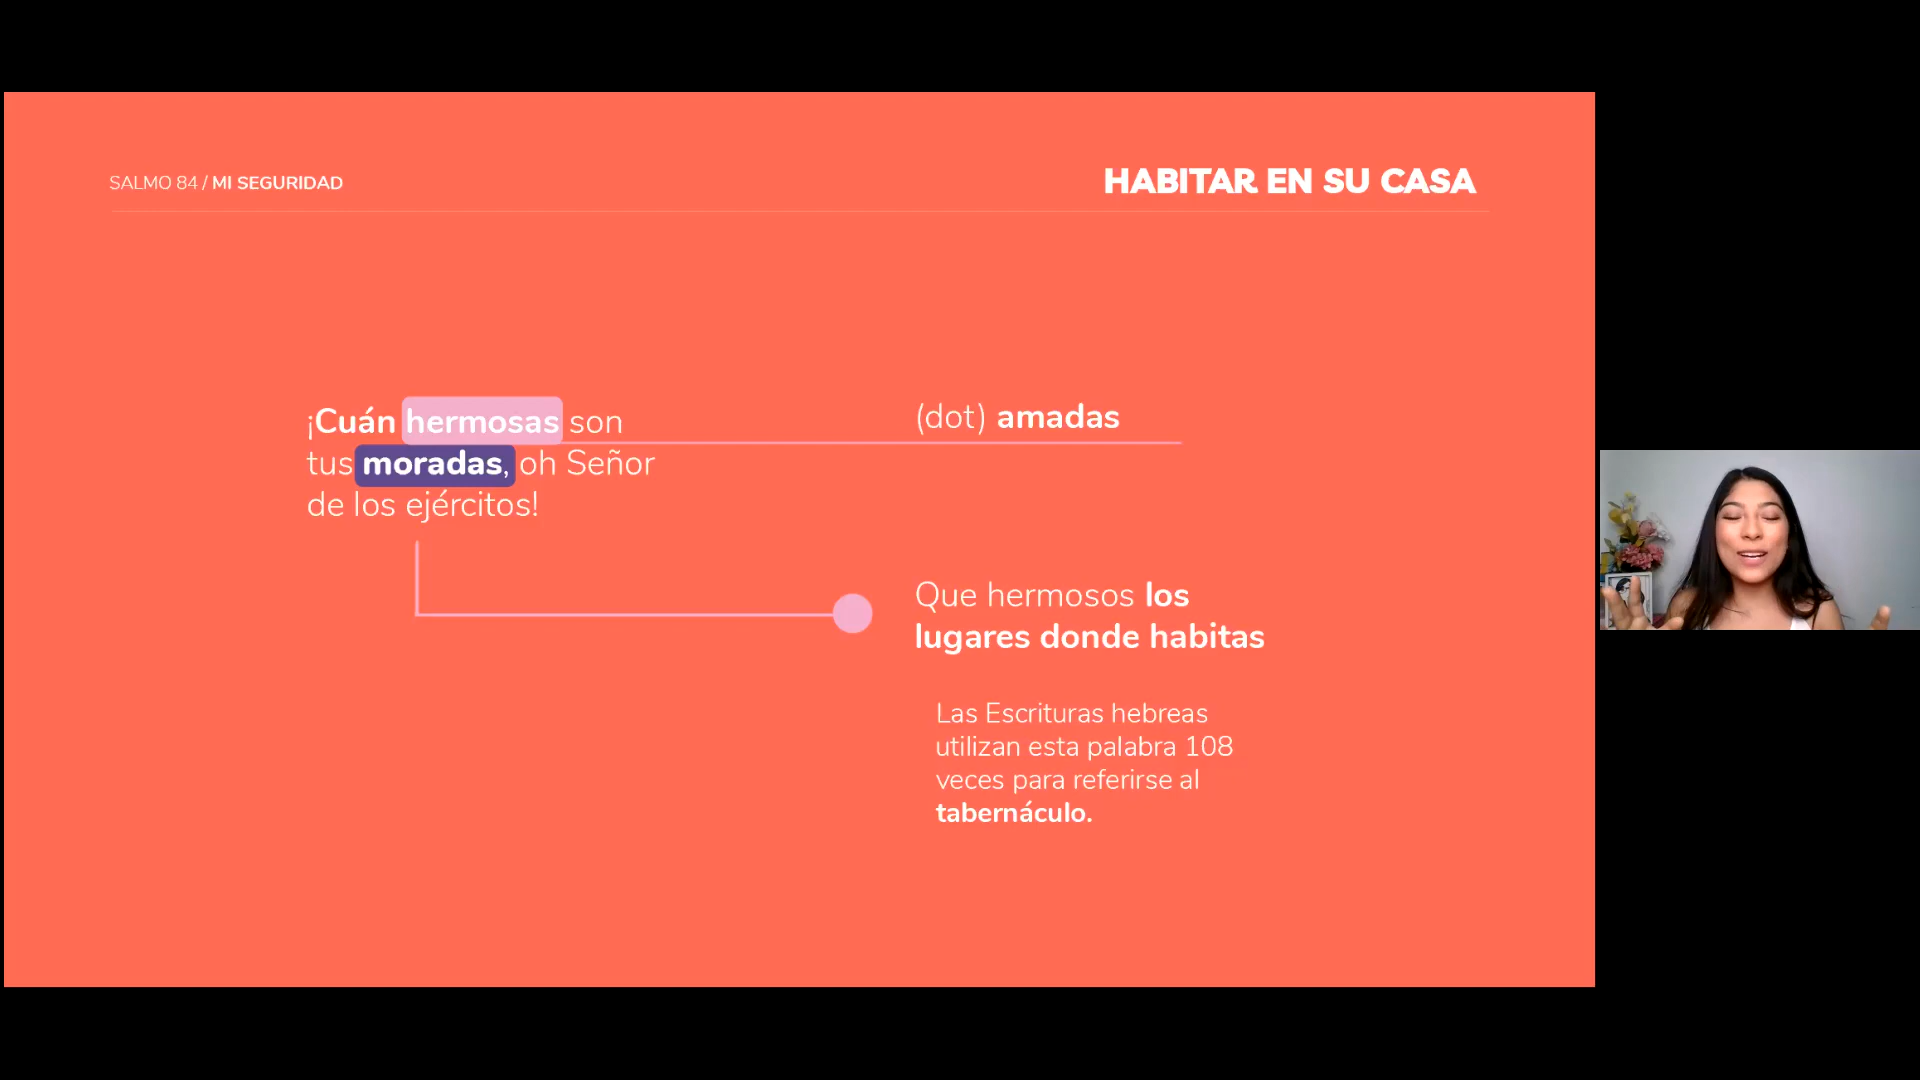 SALMO 84 / MI SEGURIDAD
HABITAR EN SU CASA
¡Cuán hermosas son
tus moradas, oh Señor
de los ejércitos!
(dot) amadas
Que hermosos los
lugares donde habitas
Las Escrituras hebreas
utilizan esta palabra 108
veces para referirse al
tabernáculo.